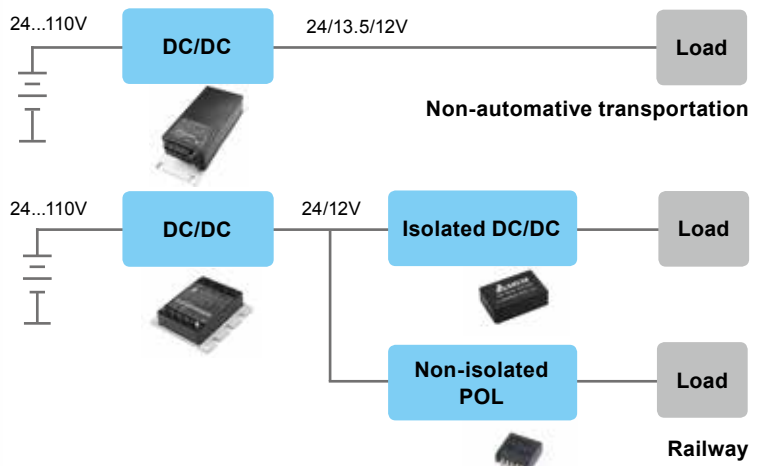 24...110V
DC/DC
24/13.5/12V
Load
Non-automative transportation
24...110V
DC/DC
24/12V
Isolated DC/DC
Load
Non-isolated
POL
Load
Railway